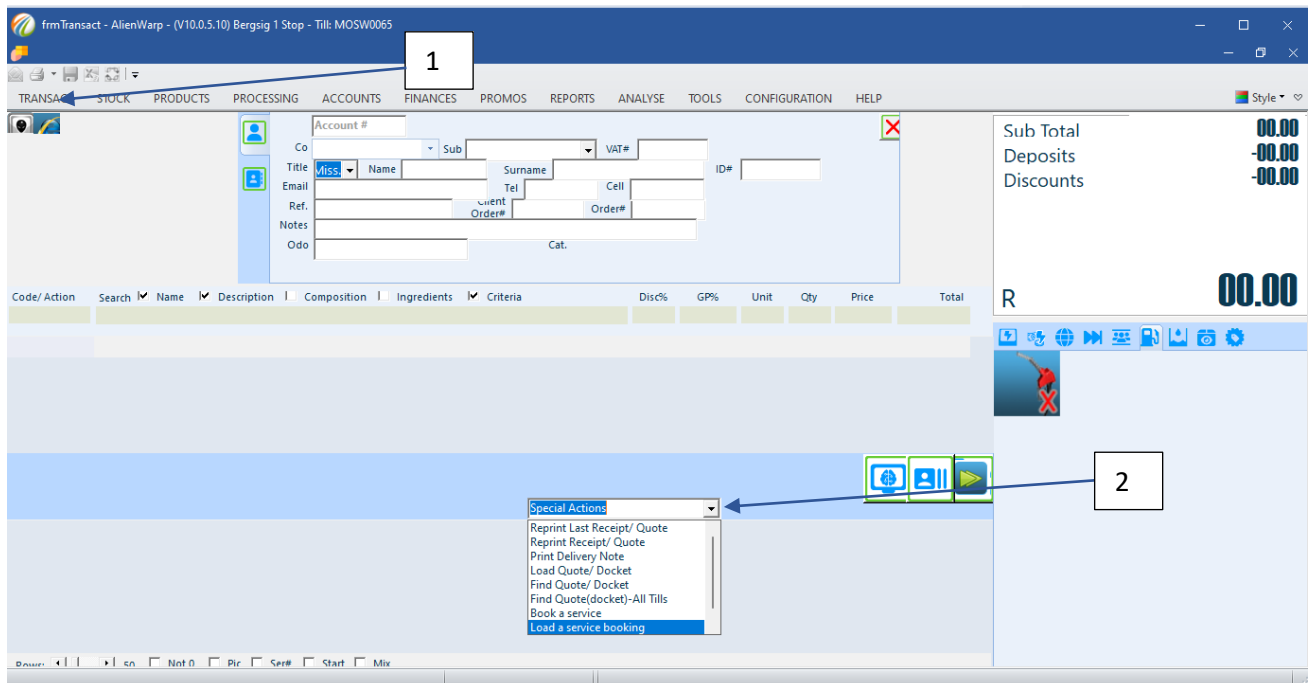 frmTransact - AlienWarp - (V10.0.5.10) Bergsig 1 Stop - Till: MOSW0065
1
TRANSAC STOCK PRODUCTS PROCESSING ACCOUNTS FINANCES PROMOS REPORTS ANALYSE TOOLS CONFIGURATION HELP Style
Account #
Co Sub VAT#
Title Miss. Name Surname ID#
Email Tel Cell
Ref. Client Order# Order#
Notes
Odo Cat.
Sub Total 00.00
Deposits -00.00
Discounts -00.00
R 00.00
Code/ Action Search Name Description Composition Ingredients Criteria Disc% GP% Unit Qty Price Total
2
Special Actions
Reprint Last Receipt/ Quote
Reprint Receipt/ Quote
Print Delivery Note
Load Quote/ Docket
Find Quote/ Docket
Find Quote(docket)-All Tills
Book a service
Load a service booking
Rows: 50 Not 0 Pic Ser# Start Mix